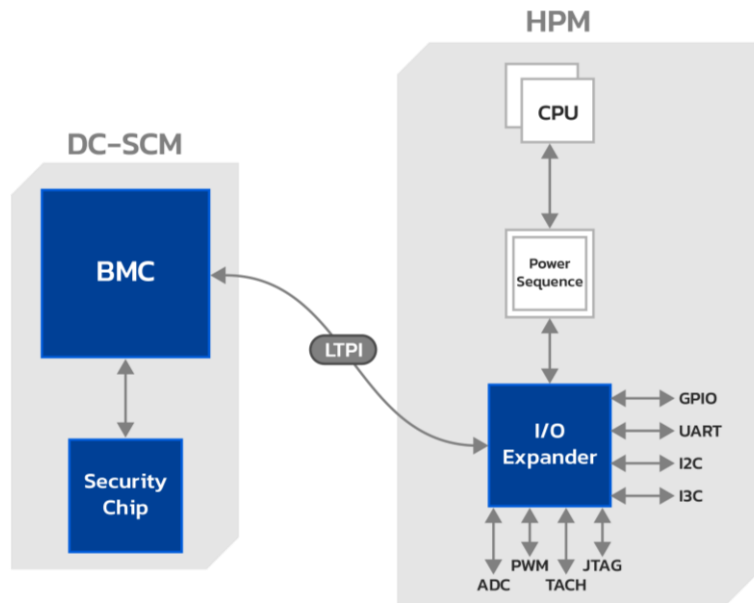 DC-SCM
BMC
Security
Chip
LTPI
HPM
CPU
Power
Sequence
I/O
Expander
GPIO
UART
I2C
I3C
ADC
PWM
TACH
JTAG